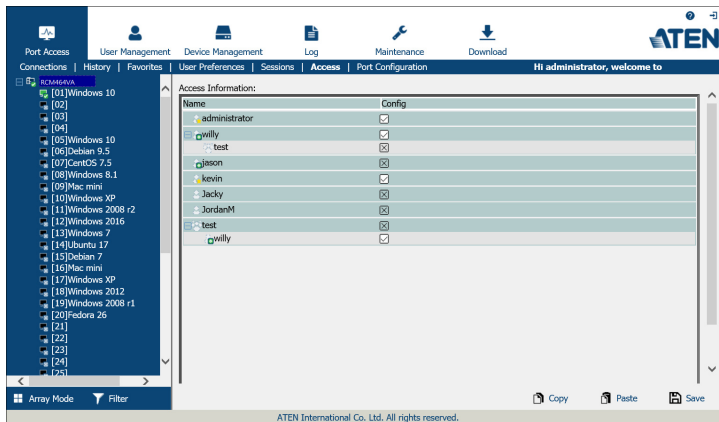 ATEN
Port Access
User Management
Device Management
Log
Maintenance
Download
Connections | History | Favorites | User Preferences | Sessions | Access | Port Configuration
Hi administrator, welcome to
RCM464VA
[01]Windows 10
[02]
[03]
[04]
[05]Windows 10
[06]Debian 9.5
[07]CentOS 7.5
[08]Windows 8.1
[09]Mac mini
[10]Windows XP
[11]Windows 2008 r2
[12]Windows 2016
[13]Windows 7
[14]Ubuntu 17
[15]Debian 7
[16]Mac mini
[17]Windows XP
[18]Windows 2012
[19]Windows 2008 r1
[20]Fedora 26
[21]
[22]
[23]
[24]
[25]
Array Mode
Filter
Access Information:
Name Config
administrator
willy
test
jason
kevin
Jacky
JordanM
test
willy
Copy
Paste
Save
ATEN International Co. Ltd. All rights reserved.